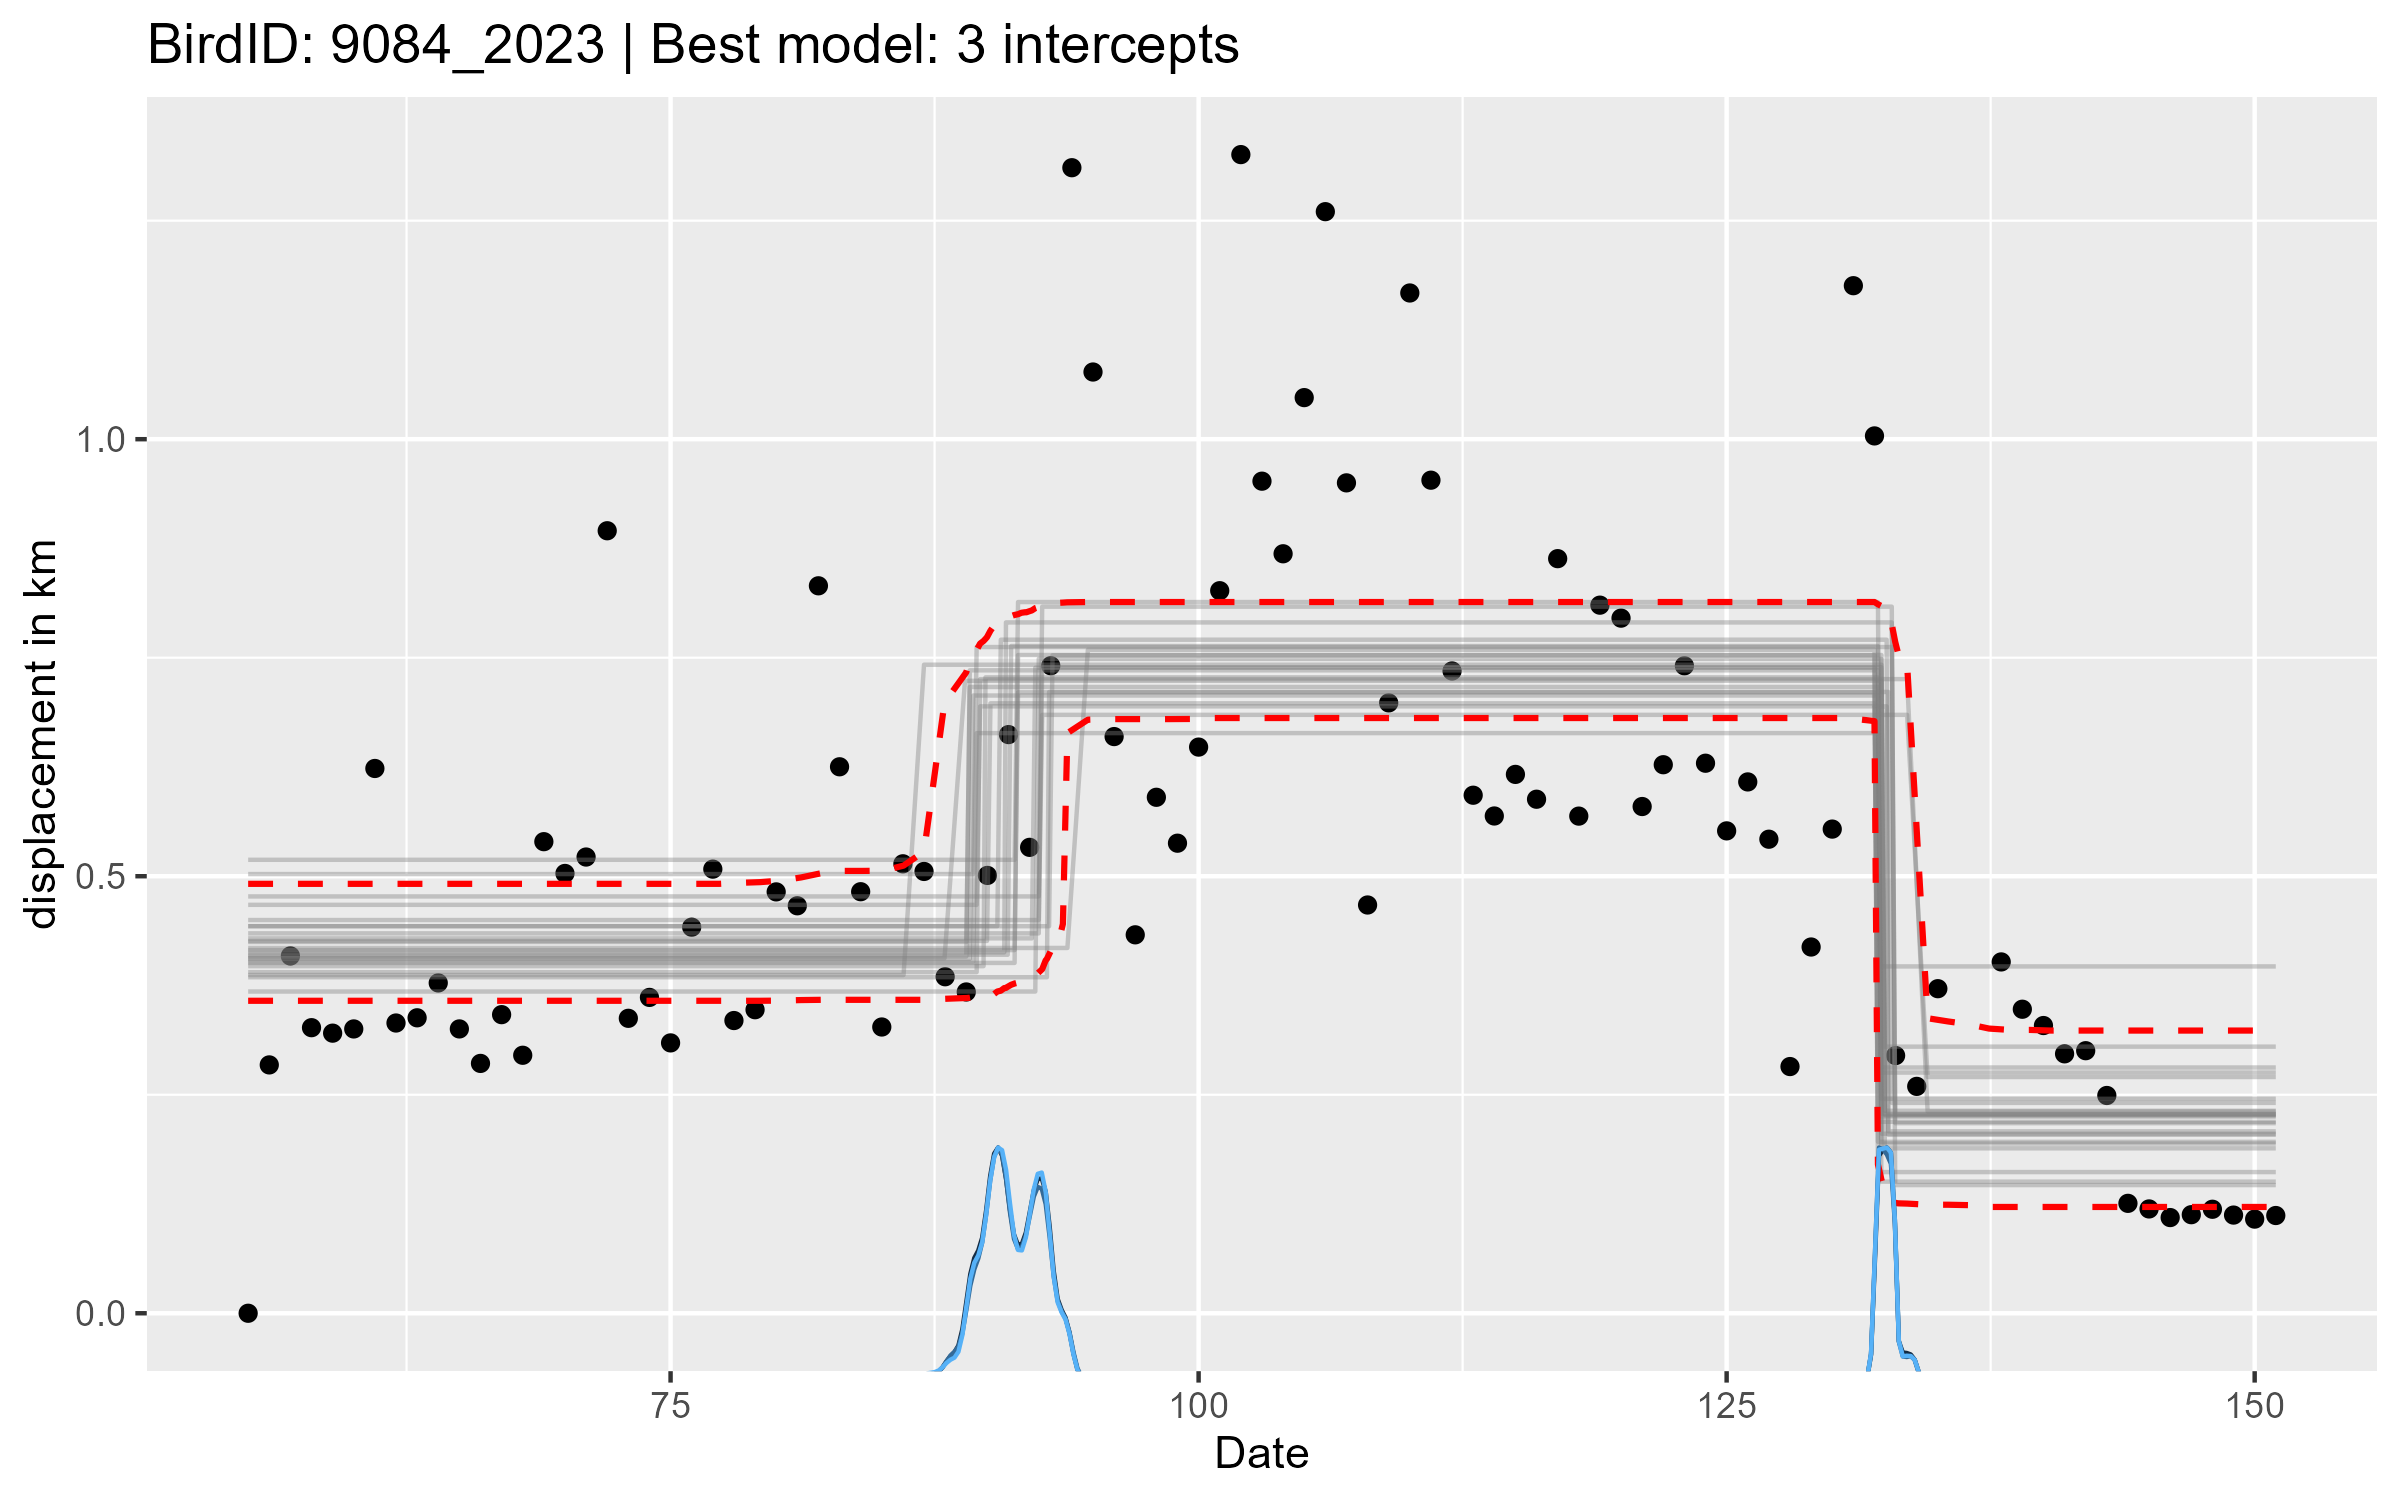 BirdID: 9084_2023 | Best model: 3 intercepts
displacement in km
1.0
0.5
0.0
75
100
125
150
Date